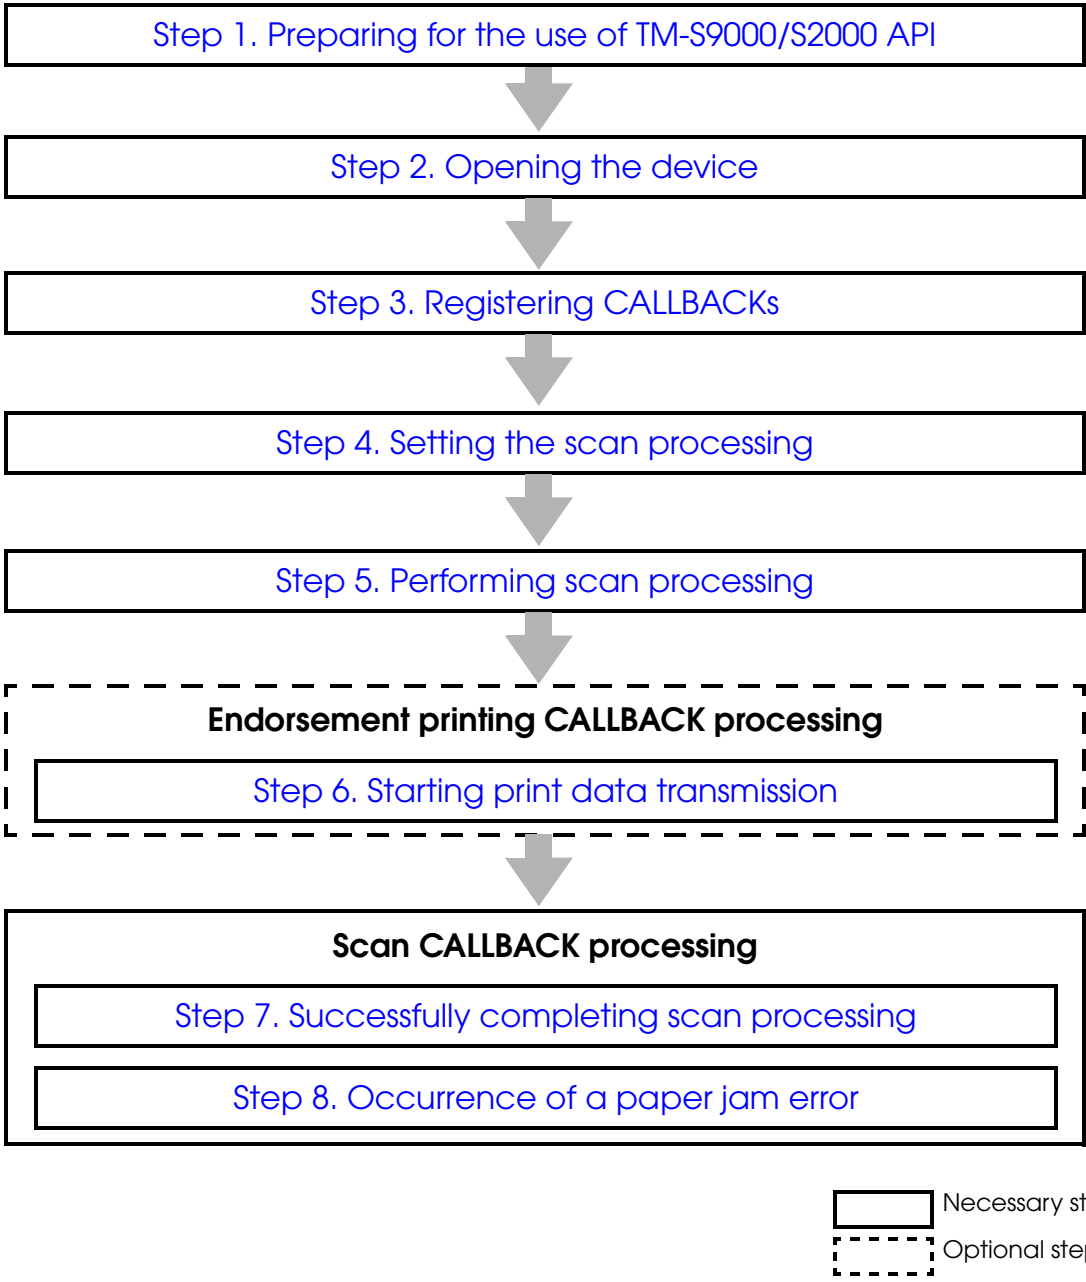 Step 1. Preparing for the use of TM-S9000/S2000 API
Step 2. Opening the device
Step 3. Registering CALLBACKs
Step 4. Setting the scan processing
Step 5. Performing scan processing
Endorsement printing CALLBACK processing
Step 6. Starting print data transmission
Scan CALLBACK processing
Step 7. Successfully completing scan processing
Step 8. Occurrence of a paper jam error
Necessary st
Optional step